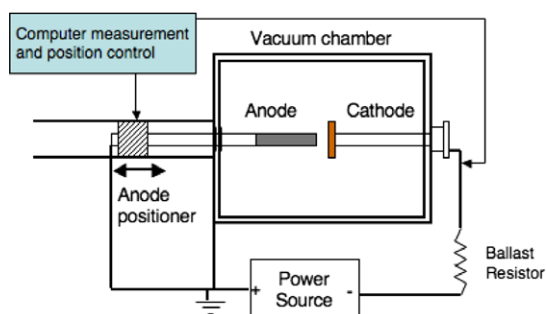 Computer measurement
and position control
Vacuum chamber
Anode
Cathode
Anode
positioner
Ballast
Resistor
Power
Source
+
-